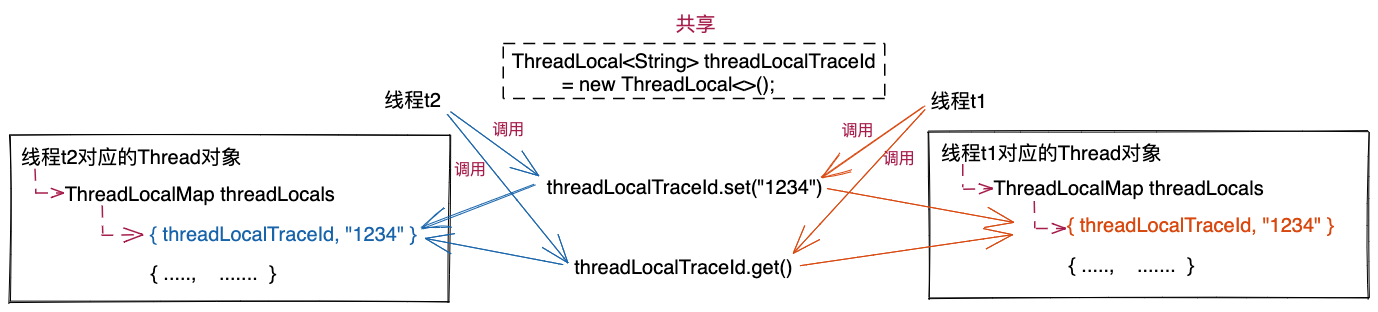 共享
ThreadLocal<String> threadLocalTraceId
= new ThreadLocal<>();
线程t2
线程t1
调用
调用
调用
调用
线程t2对应的Thread对象
ThreadLocalMap threadLocals
{ threadLocalTraceId, "1234" }
{ ....., ....... }
threadLocalTraceId.set("1234")
threadLocalTraceId.get()
线程t1对应的Thread对象
ThreadLocalMap threadLocals
{ threadLocalTraceId, "1234" }
{ ....., ....... }